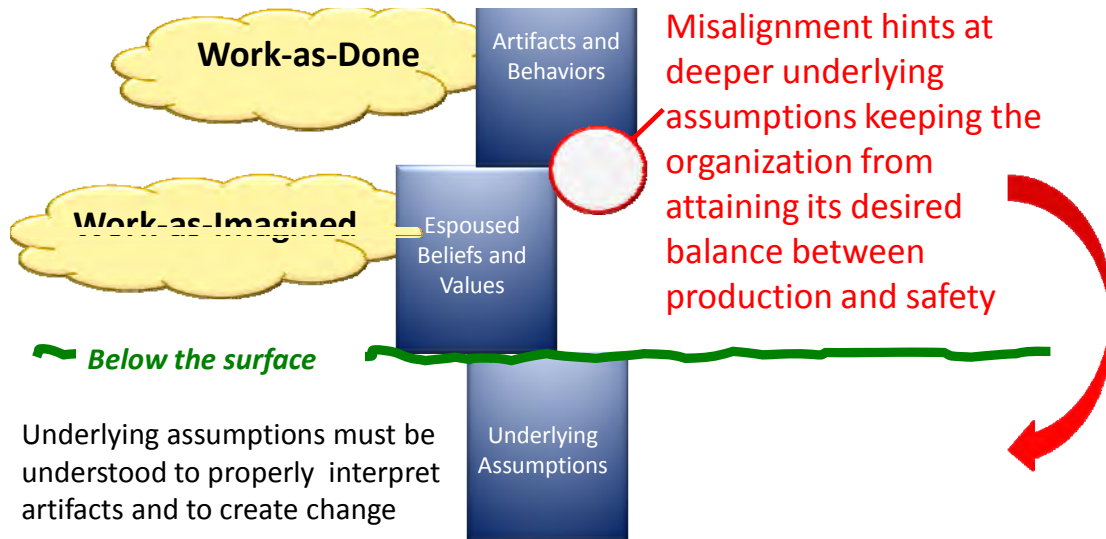 Work-as-Done
Artifacts and
Behaviors
Misalignment hints at
deeper underlying
assumptions keeping the
organization from
attaining its desired
balance between
production and safety
Work-as-Imagined
Espoused
Beliefs and
Values
Below the surface
Underlying assumptions must be
understood to properly interpret
artifacts and to create change
Underlying
Assumptions